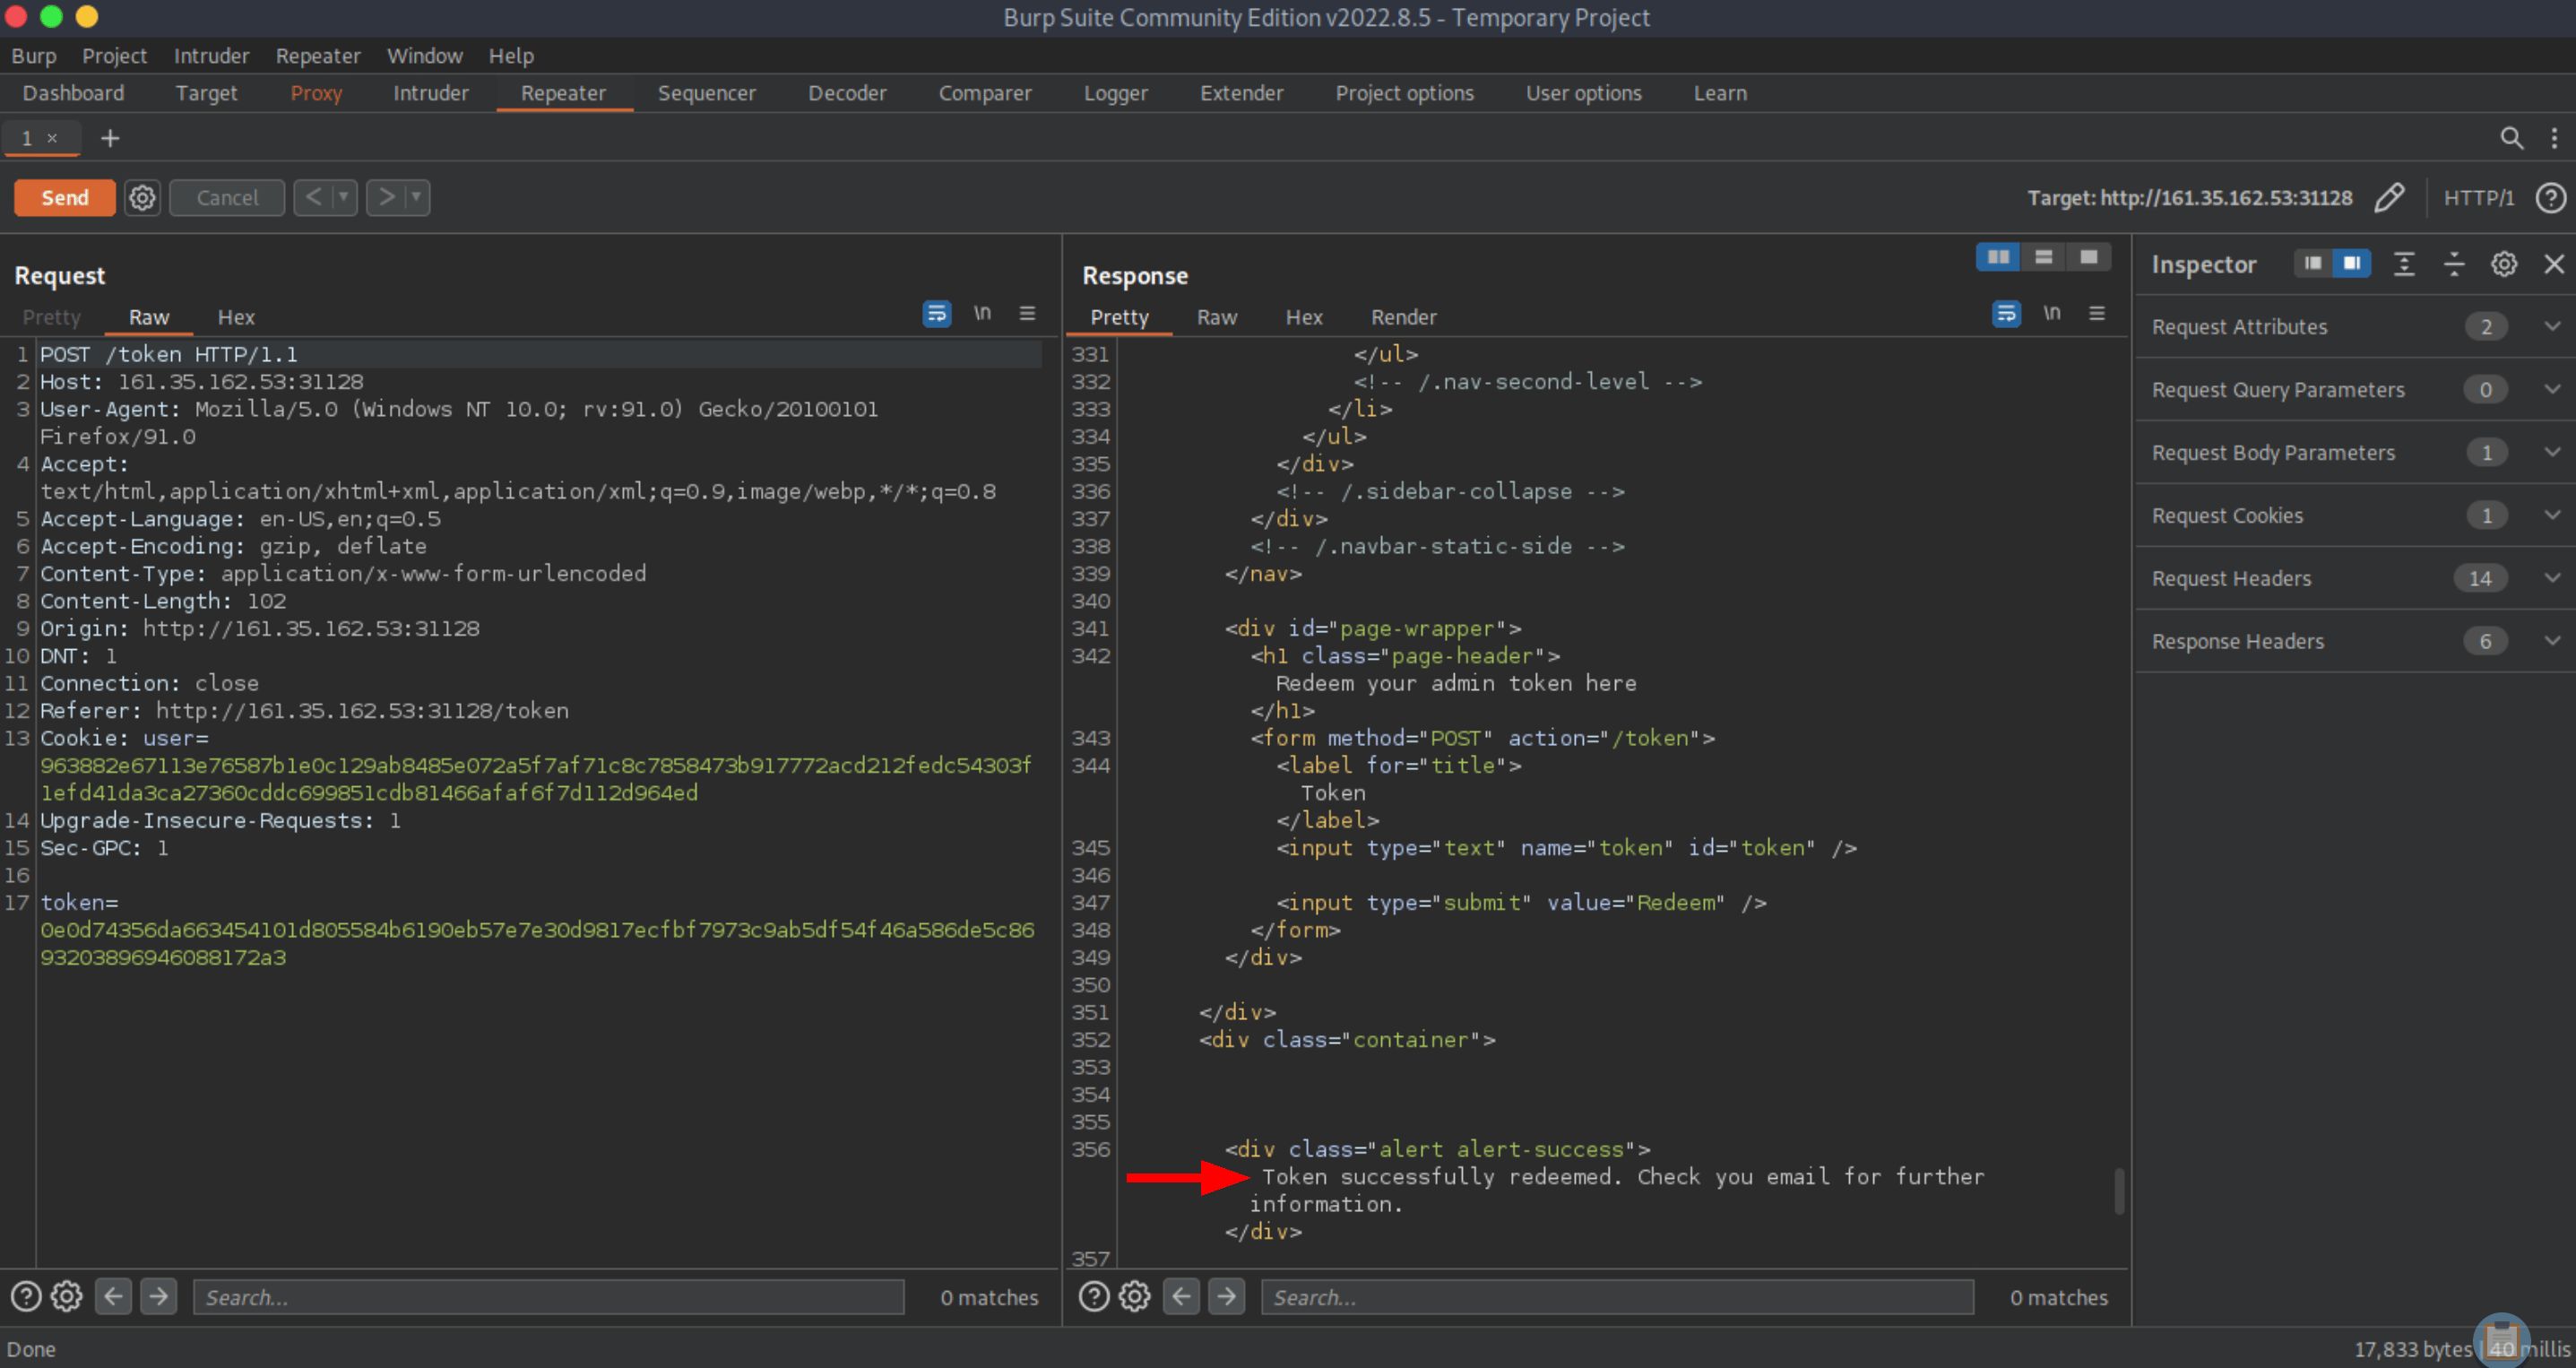 Burp Suite Community Edition v2022.8.5 - Temporary Project
Burp Project Intruder Repeater Window Help
Dashboard Target Proxy Intruder Repeater Sequencer Decoder Comparer Logger Extender Project options User options Learn
1 × +
Send Cancel < > Target: http://161.35.162.53:31128 HTTP/1 ?
Request
Pretty Raw Hex \n
1 POST /token HTTP/1.1
2 Host: 161.35.162.53:31128
3 User-Agent: Mozilla/5.0 (Windows NT 10.0; rv:91.0) Gecko/20100101
Firefox/91.0
4 Accept:
text/html,application/xhtml+xml,application/xml;q=0.9,image/webp,*/*;q=0.8
5 Accept-Language: en-US,en;q=0.5
6 Accept-Encoding: gzip, deflate
7 Content-Type: application/x-www-form-urlencoded
8 Content-Length: 102
9 Origin: http://161.35.162.53:31128
10 DNT: 1
11 Connection: close
12 Referer: http://161.35.162.53:31128/token
13 Cookie: user=
963882e67113e76587b1e0c129ab8485e072a5f7af71c8c7858473b917772acd212fedc54303f
1efd41da3ca27360cddc699851cdb81466afaf6f7d112d964ed
14 Upgrade-Insecure-Requests: 1
15 Sec-GPC: 1
16
17 token=
0e0d74356da663454101d805584b6190eb57e7e30d9817ecfbf7973c9ab5df54f46a586de5c86
93203896946088172a3
Search...
0 matches
Response
Pretty Raw Hex Render \n
331 </ul>
332 <!-- /.nav-second-level -->
333 </li>
334 </ul>
335 </div>
336 <!-- /.sidebar-collapse -->
337 </div>
338 <!-- /.navbar-static-side -->
339 </nav>
340
341 <div id="page-wrapper">
342 <h1 class="page-header">
Redeem your admin token here
</h1>
343 <form method="POST" action="/token">
344 <label for="title">
Token
</label>
345 <input type="text" name="token" id="token" />
346
347 <input type="submit" value="Redeem" />
348 </form>
349 </div>
350
351 </div>
352 <div class="container">
353
354
355
356 <div class="alert alert-success">
Token successfully redeemed. Check you email for further
information.
</div>
357
Search...
0 matches
Inspector
Request Attributes 2
Request Query Parameters 0
Request Body Parameters 1
Request Cookies 1
Request Headers 14
Response Headers 6
Done
17,833 bytes | 40 millis